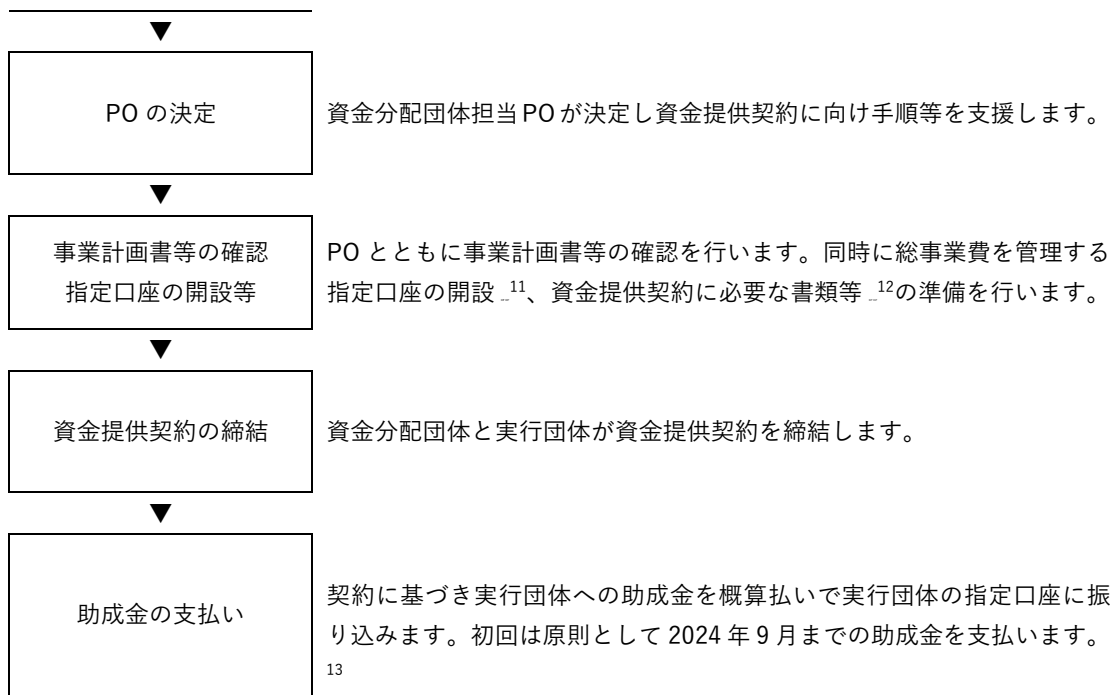 ▼
PO の決定
資金分配団体担当 PO が決定し資金提供契約に向け手順等を支援します。
▼
事業計画書等の確認
指定口座の開設等
PO とともに事業計画書等の確認を行います。同時に総事業費を管理する
指定口座の開設 11、資金提供契約に必要な書類等 12の準備を行います。
▼
資金提供契約の締結
資金分配団体と実行団体が資金提供契約を締結します。
▼
助成金の支払い
契約に基づき実行団体への助成金を概算払いで実行団体の指定口座に振
り込みます。初回は原則として 2024 年 9 月までの助成金を支払います。
13